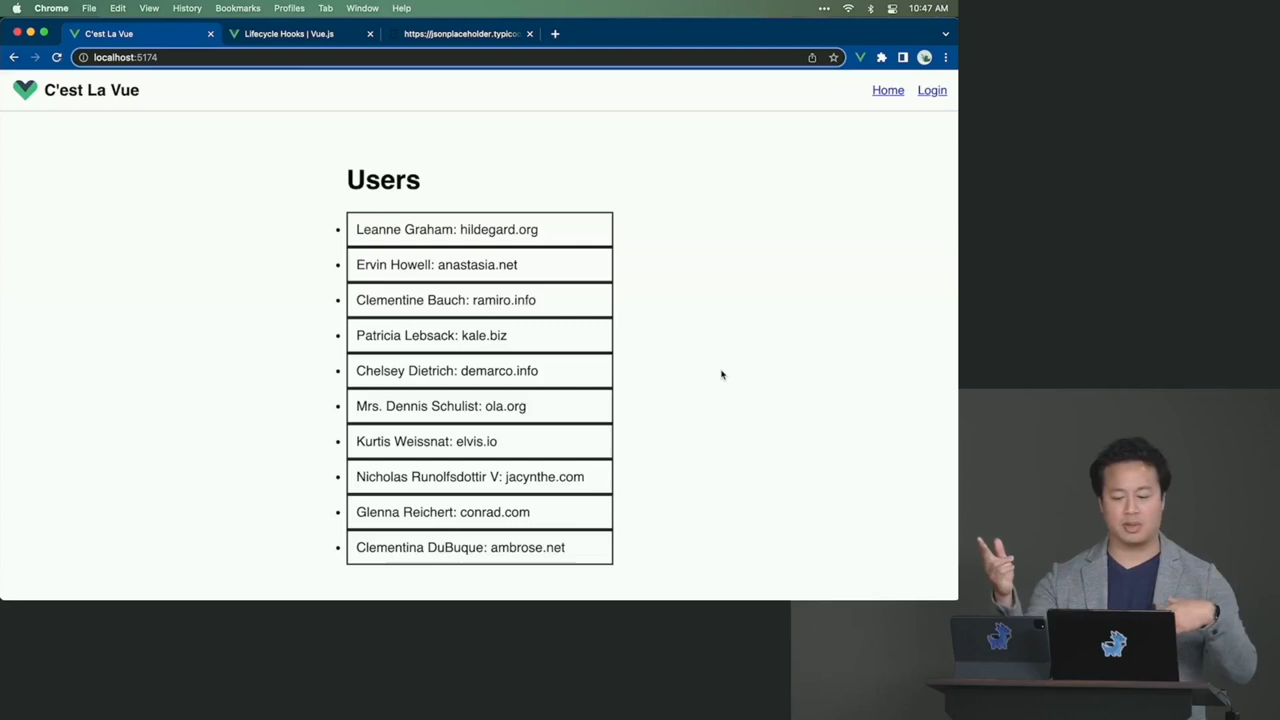 Chrome File Edit View History Bookmarks Profiles Tab Window Help 10:47 AM
C'est La Vue Lifecycle Hooks | Vue.js https://jsonplaceholder.typico
localhost:5174
C'est La Vue Home Login
Users
Leanne Graham: hildegard.org
Ervin Howell: anastasia.net
Clementine Bauch: ramiro.info
Patricia Lebsack: kale.biz
Chelsey Dietrich: demarco.info
Mrs. Dennis Schulist: ola.org
Kurtis Weissnat: elvis.io
Nicholas Runolfsdottir V: jacynthe.com
Glenna Reichert: conrad.com
Clementina DuBuque: ambrose.net